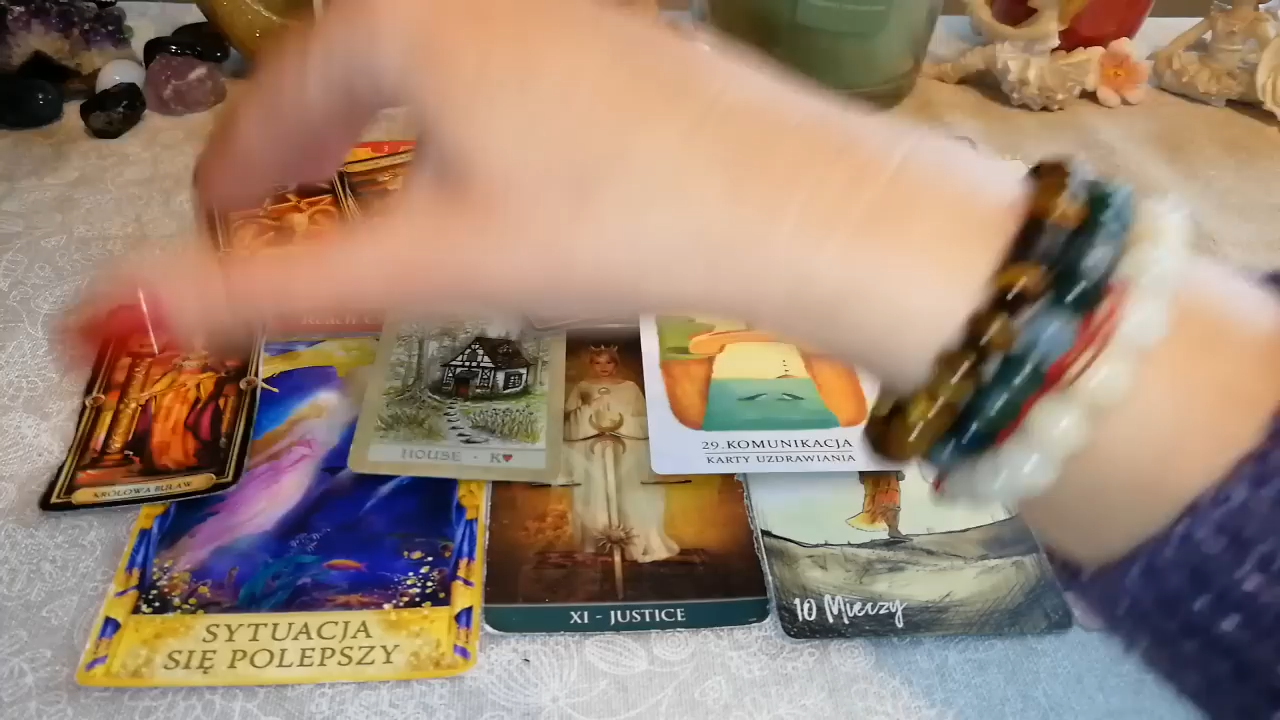 KRÓLOWA BUŁAW
HOUSE · K♥
29.KOMUNIKACJA
KARTY UZDRAWIANIA
XI - JUSTICE
10 Mieczy
SYTUACJA
SIĘ POLEPSZY